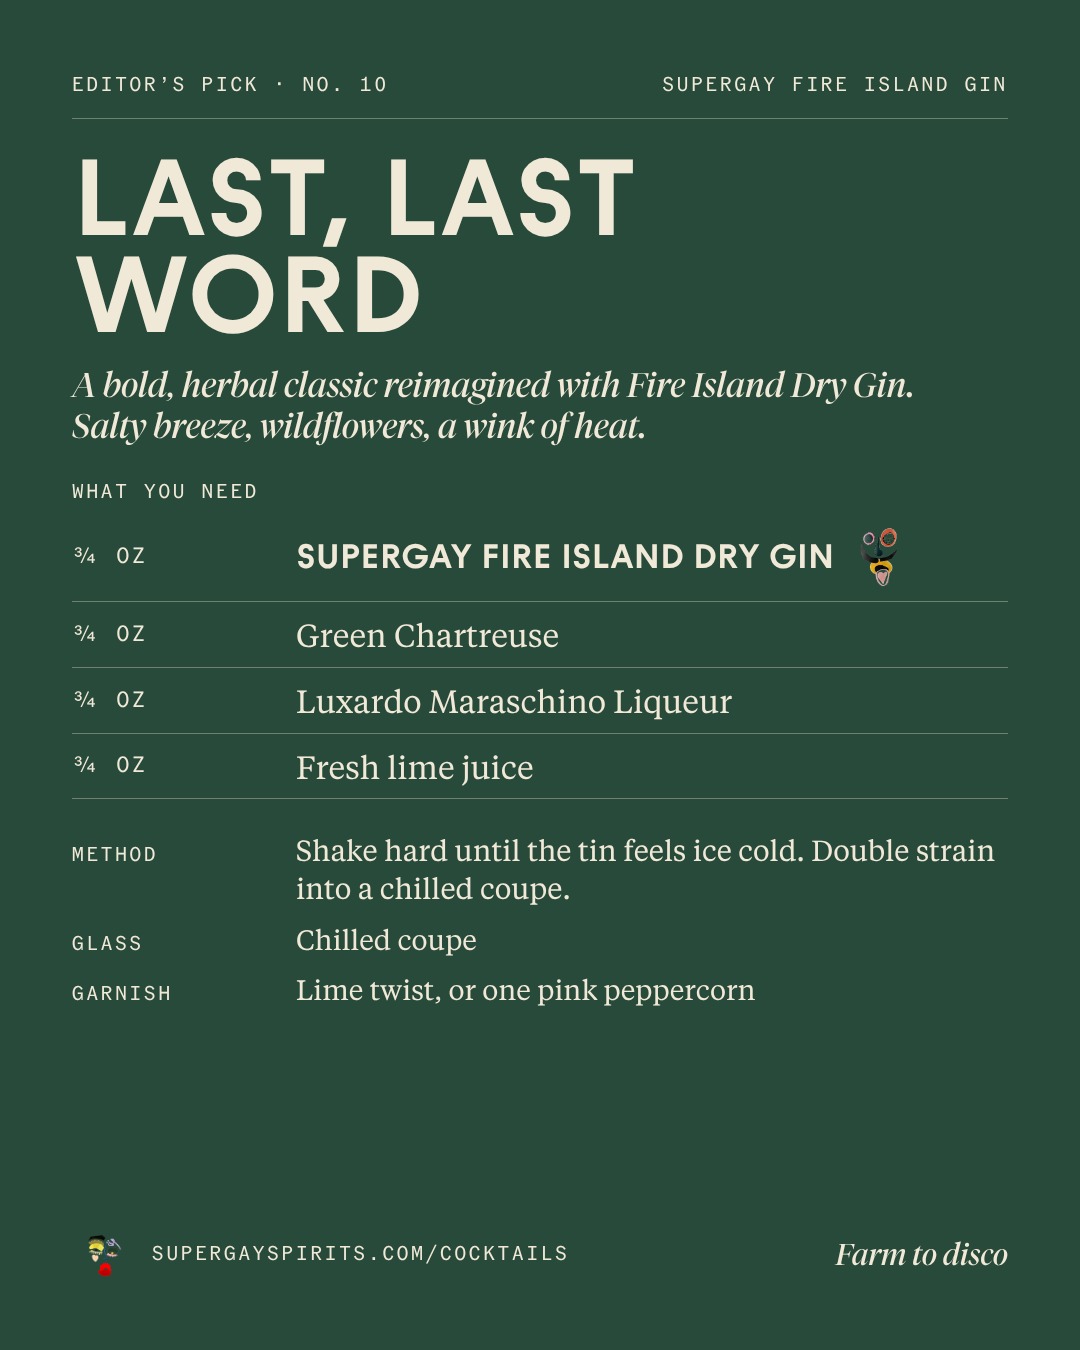 EDITOR’S PICK · NO. 10
SUPERGAY FIRE ISLAND GIN
LAST, LAST
WORD
A bold, herbal classic reimagined with Fire Island Dry Gin.
Salty breeze, wildflowers, a wink of heat.
WHAT YOU NEED
¾ OZ SUPERGAY FIRE ISLAND DRY GIN
¾ OZ Green Chartreuse
¾ OZ Luxardo Maraschino Liqueur
¾ OZ Fresh lime juice
METHOD Shake hard until the tin feels ice cold. Double strain
into a chilled coupe.
GLASS Chilled coupe
GARNISH Lime twist, or one pink peppercorn
SUPERGAYSPIRITS.COM/COCKTAILS
Farm to disco